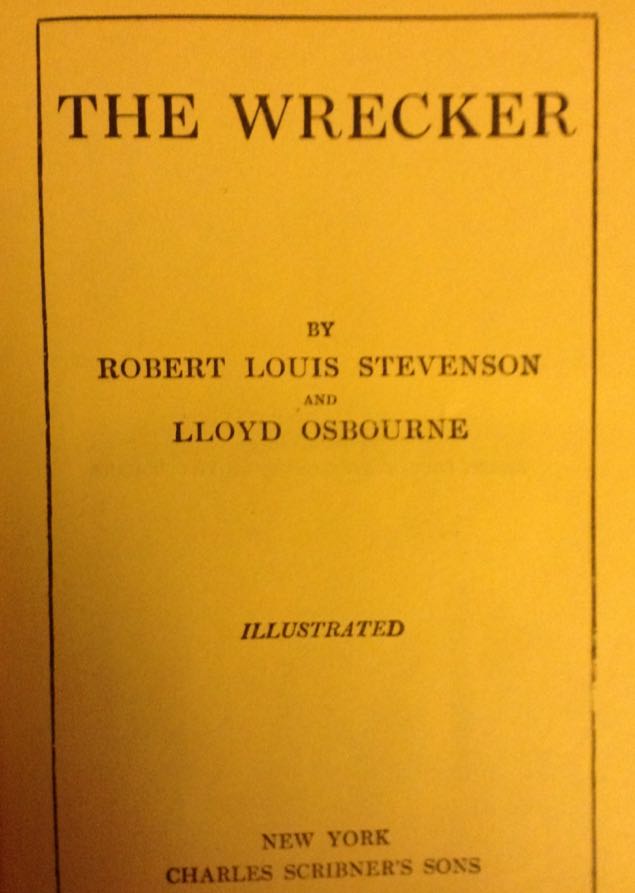 THE WRECKER
BY
ROBERT LOUIS STEVENSON
AND
LLOYD OSBOURNE
ILLUSTRATED
NEW YORK
CHARLES SCRIBNER'S SONS